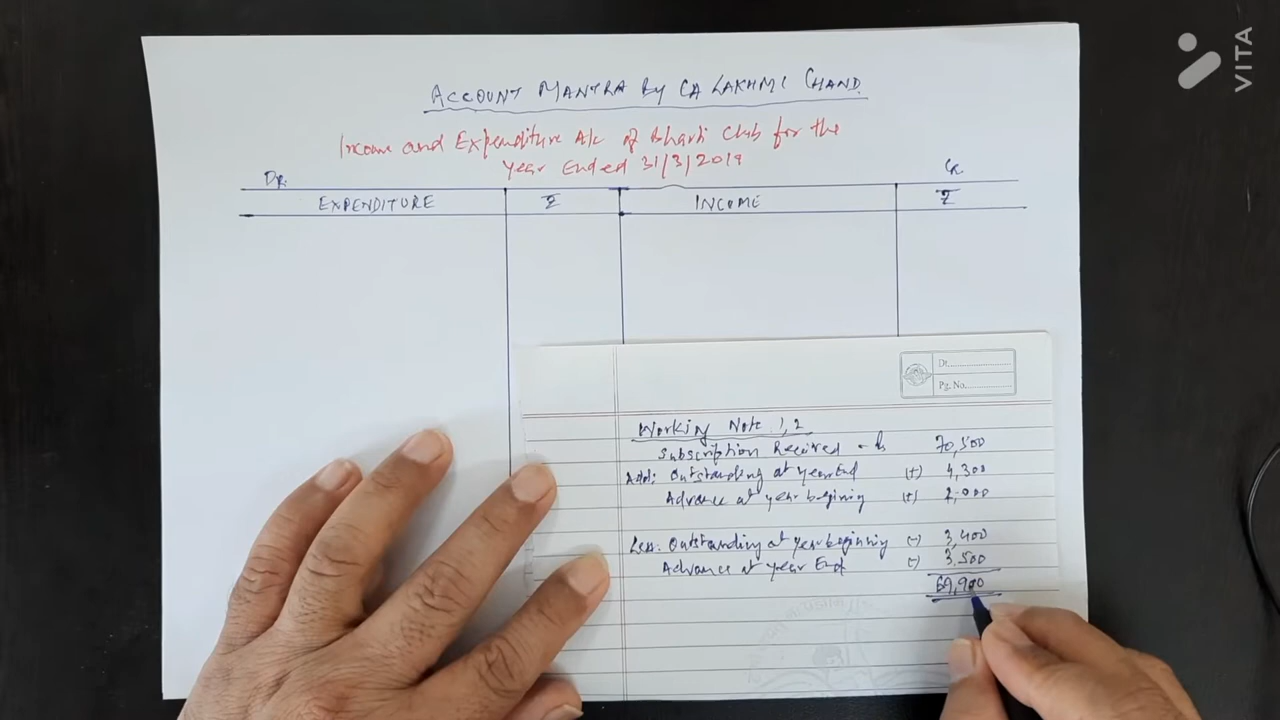 VITA
ACCOUNT MANTRA By CA LAKHMI CHAND.
Income and Expenditure A/c of Bharti Club for the
Year Ended 31/3/2019
DR. Cr
EXPENDITURE ₹ INCOME ₹
Dt.
Pg. No.
Working Note 1,2
Subscription Received - 70,500
Add: Outstanding at year End (+) 4,300
Advance at year begining (+) 2,000
Less: Outstanding at year beginning (-) 3,400
Advance at year End (-) 3,500
69,900